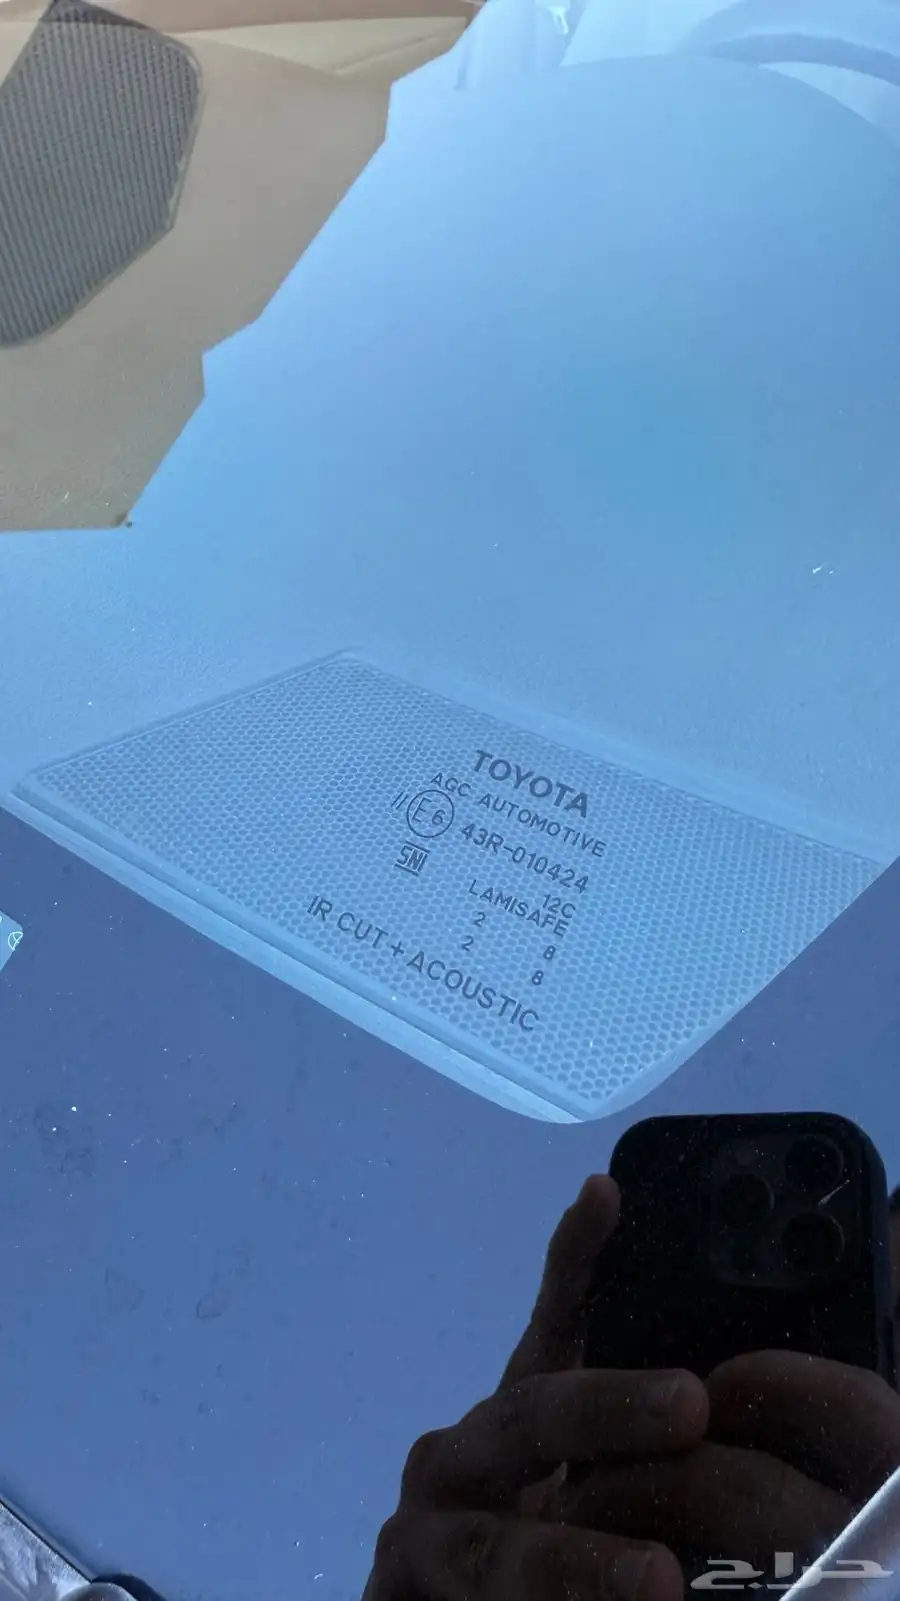 TOYOTA
AGC AUTOMOTIVE
// E6 43R-010424
SNI 12C
LAMISAFE
2 8
2 8
IR CUT + ACOUSTIC
حراج